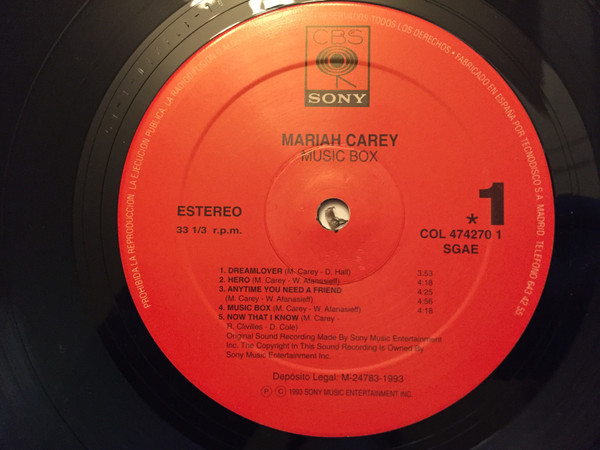 CBS
SONY
MARIAH CAREY
MUSIC BOX
ESTEREO
33 1/3 r.p.m.
*1
COL 474270 1
SGAE
1. DREAMLOVER (M. Carey - D. Hall) 3:53
2. HERO (M. Carey - W. Afanasieff) 4:18
3. ANYTIME YOU NEED A FRIEND 4:25
(M. Carey - W. Afanasieff)
4. MUSIC BOX (M. Carey - W. Afanasieff) 4:56
5. NOW THAT I KNOW (M. Carey - 4:18
R. Clivilles - D. Cole)
Original Sound Recording Made By Sony Music Entertainment
Inc. The Copyright In This Sound Recording Is Owned By
Sony Music Entertainment Inc.
Depósito Legal: M-24783-1993
Ⓟ © 1993 SONY MUSIC ENTERTAINMENT INC.
PROHIBIDA LA REPRODUCCION, LA EJECUCION PUBLICA, LA RADIODIFUSION
RESERVADOS TODOS LOS DERECHOS • FABRICADO EN ESPAÑA POR TECNODISCO S.A. MADRID TELEFONO 643 42 55